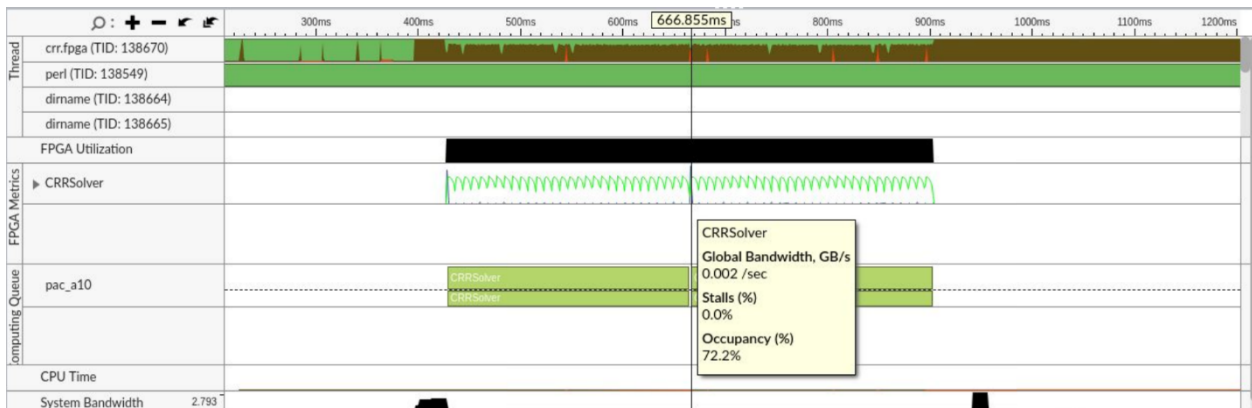 300ms 400ms 500ms 600ms 666.855ms 800ms 900ms 1000ms 1100ms 1200ms
Thread
crr.fpga (TID: 138670)
perl (TID: 138549)
dirname (TID: 138664)
dirname (TID: 138665)
FPGA Utilization
FPGA Metrics
CRRSolver
CRRSolver
Global Bandwidth, GB/s
0.002 /sec
Stalls (%)
0.0%
Occupancy (%)
72.2%
omputing Queue
pac_a10
CRRSolver
CRRSolver
CPU Time
System Bandwidth 2.793